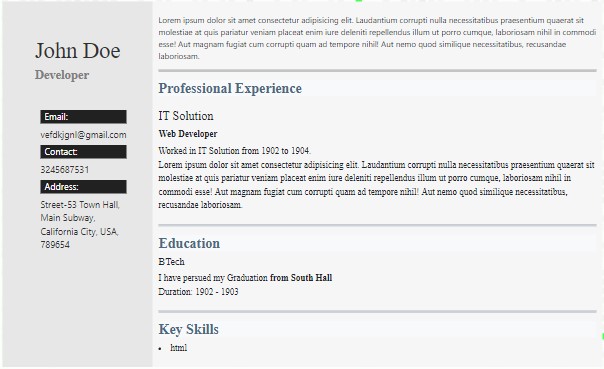 John Doe
Developer
Email:
vefdkjgnl@gmail.com
Contact:
3245687531
Address:
Street-53 Town Hall,
Main Subway,
California City, USA,
789654
Lorem ipsum dolor sit amet consectetur adipisicing elit. Laudantium corrupti nulla necessitatibus praesentium quaerat sit
molestiae at quis pariatur veniam placeat enim iure deleniti repellendus illum ut porro cumque, laboriosam nihil in commodi
esse! Aut magnam fugiat cum corrupti quam ad tempore nihil! Aut nemo quod similique necessitatibus, recusandae
laboriosam.
Professional Experience
IT Solution
Web Developer
Worked in IT Solution from 1902 to 1904.
Lorem ipsum dolor sit amet consectetur adipisicing elit. Laudantium corrupti nulla necessitatibus praesentium quaerat sit
molestiae at quis pariatur veniam placeat enim iure deleniti repellendus illum ut porro cumque, laboriosam nihil in
commodi esse! Aut magnam fugiat cum corrupti quam ad tempore nihil! Aut nemo quod similique necessitatibus,
recusandae laboriosam.
Education
BTech
I have persued my Graduation from South Hall
Duration: 1902 - 1903
Key Skills
• html